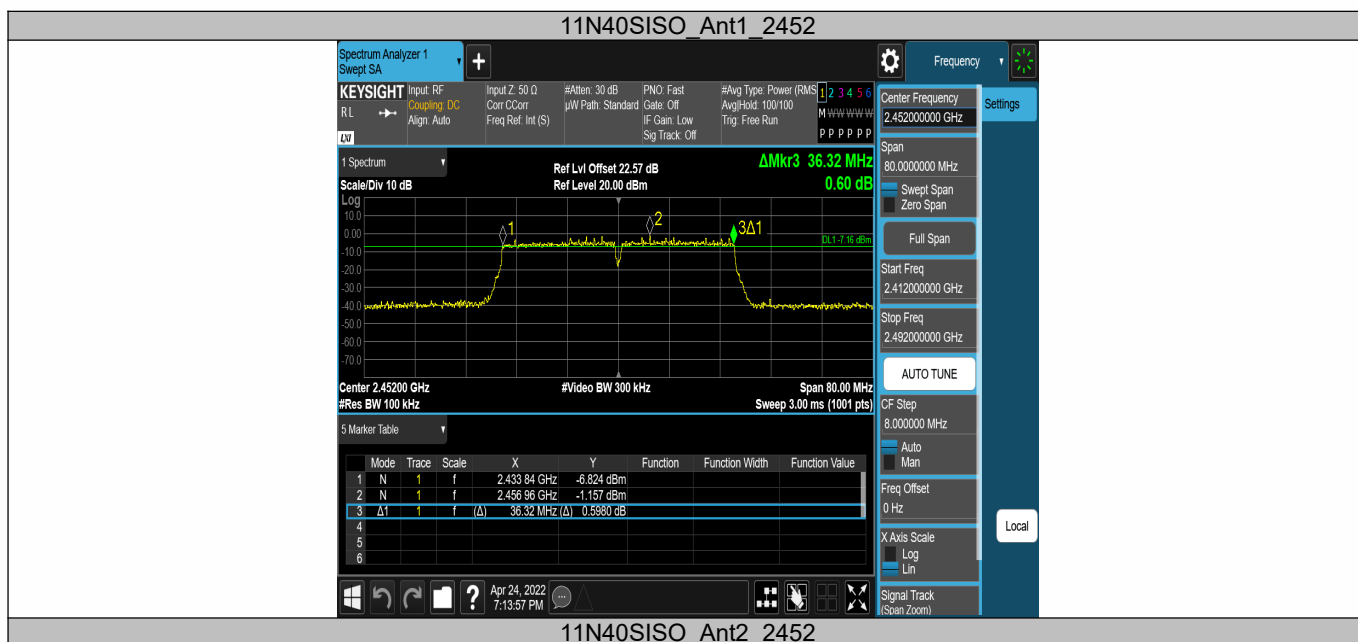 11N40SISO_Ant1_2452
Spectrum Analyzer 1
Swept SA
+
Frequency
KEYSIGHT
RL
LXI
Input: RF
Coupling: DC
Align: Auto
Input Z: 50 Ω
Corr CCorr
Freq Ref: Int (S)
#Atten: 30 dB
µW Path: Standard
PNO: Fast
Gate: Off
IF Gain: Low
Sig Track: Off
#Avg Type: Power (RMS
Avg|Hold: 100/100
Trig: Free Run
1 2 3 4 5 6
M W W W W W
P P P P P P
Center Frequency
2.452000000 GHz
Settings
Span
80.0000000 MHz
Swept Span
Zero Span
Full Span
Start Freq
2.412000000 GHz
Stop Freq
2.492000000 GHz
AUTO TUNE
CF Step
8.000000 MHz
Auto
Man
Freq Offset
0 Hz
X Axis Scale
Log
Lin
Signal Track
(Span Zoom)
Local
1 Spectrum
Scale/Div 10 dB
Ref Lvl Offset 22.57 dB
Ref Level 20.00 dBm
ΔMkr3 36.32 MHz
0.60 dB
Log
10.0
0.00
-10.0
-20.0
-30.0
-40.0
-50.0
-60.0
-70.0
1
2
3Δ1
DL1 -7.16 dBm
Center 2.45200 GHz
#Video BW 300 kHz
Span 80.00 MHz
#Res BW 100 kHz
Sweep 3.00 ms (1001 pts)
5 Marker Table
Mode Trace Scale X Y Function Function Width Function Value
1 N 1 f 2.433 84 GHz -6.824 dBm
2 N 1 f 2.456 96 GHz -1.157 dBm
3 Δ1 1 f (Δ) 36.32 MHz (Δ) 0.5980 dB
4
5
6
?
Apr 24, 2022
7:13:57 PM
11N40SISO_Ant2_2452